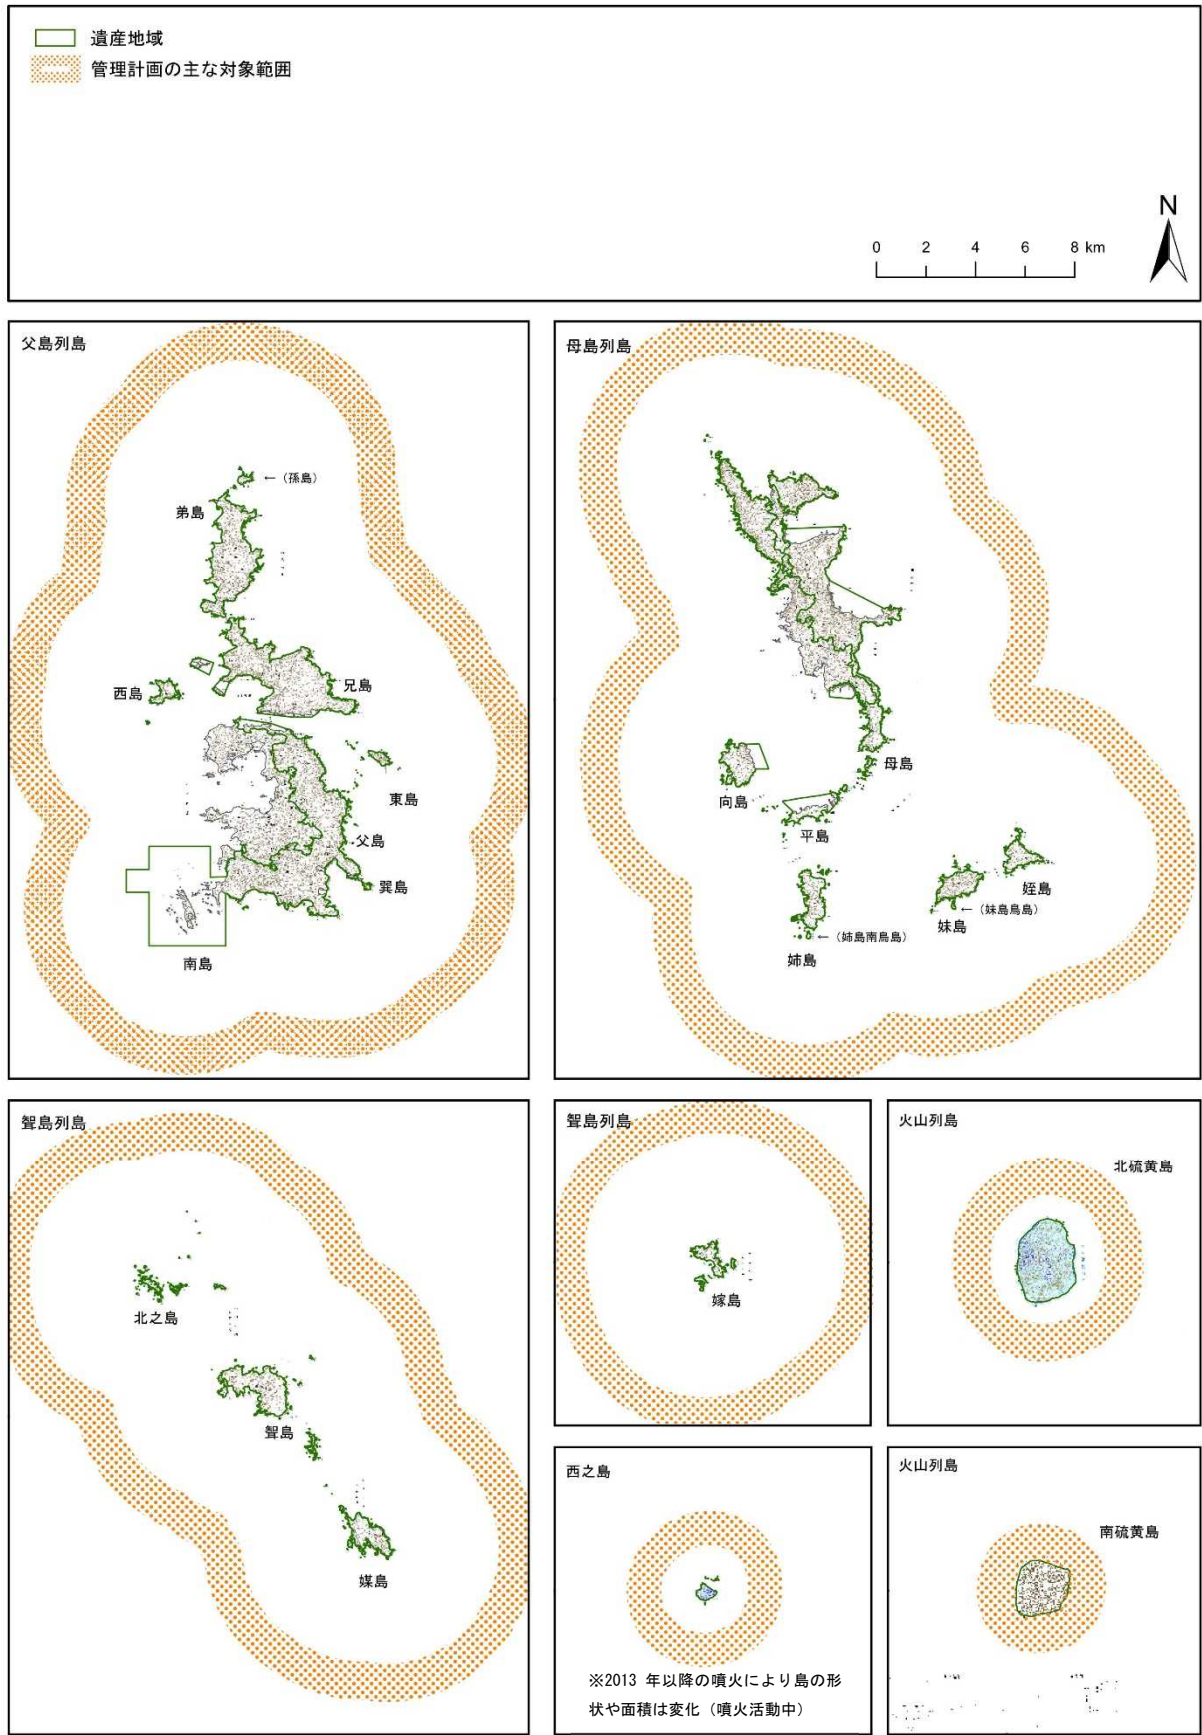 遺産地域
管理計画の主な対象範囲
N
0 2 4 6 8 km
父島列島
←（孫島）
弟島
西島
兄島
東島
父島
巽島
南島
母島列島
母島
向島
平島
姪島
←（妹島鳥島）
妹島
←（姉島南鳥島）
姉島
聟島列島
北之島
聟島
媒島
聟島列島
嫁島
火山列島
北硫黄島
西之島
※2013 年以降の噴火により島の形
状や面積は変化（噴火活動中）
火山列島
南硫黄島